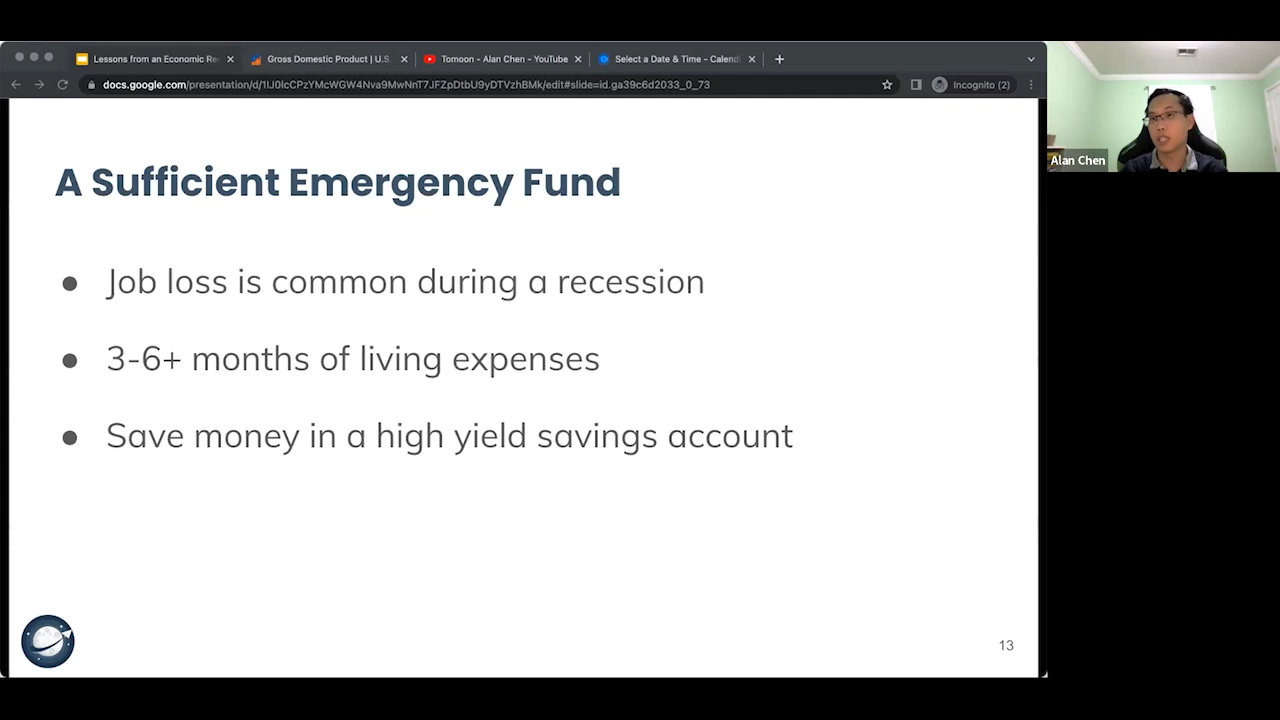 Lessons from an Economic Re
Gross Domestic Product | U.S.
Tomoon - Alan Chen - YouTube
Select a Date & Time - Calend
docs.google.com/presentation/d/1IJ0lcCPzYMcWGW4Nva9MwNnT7JFZpDtbU9yDTVzhBMk/edit#slide=id.ga39c6d2033_0_73
Incognito (2)
Alan Chen
A Sufficient Emergency Fund
● Job loss is common during a recession
● 3-6+ months of living expenses
● Save money in a high yield savings account
13